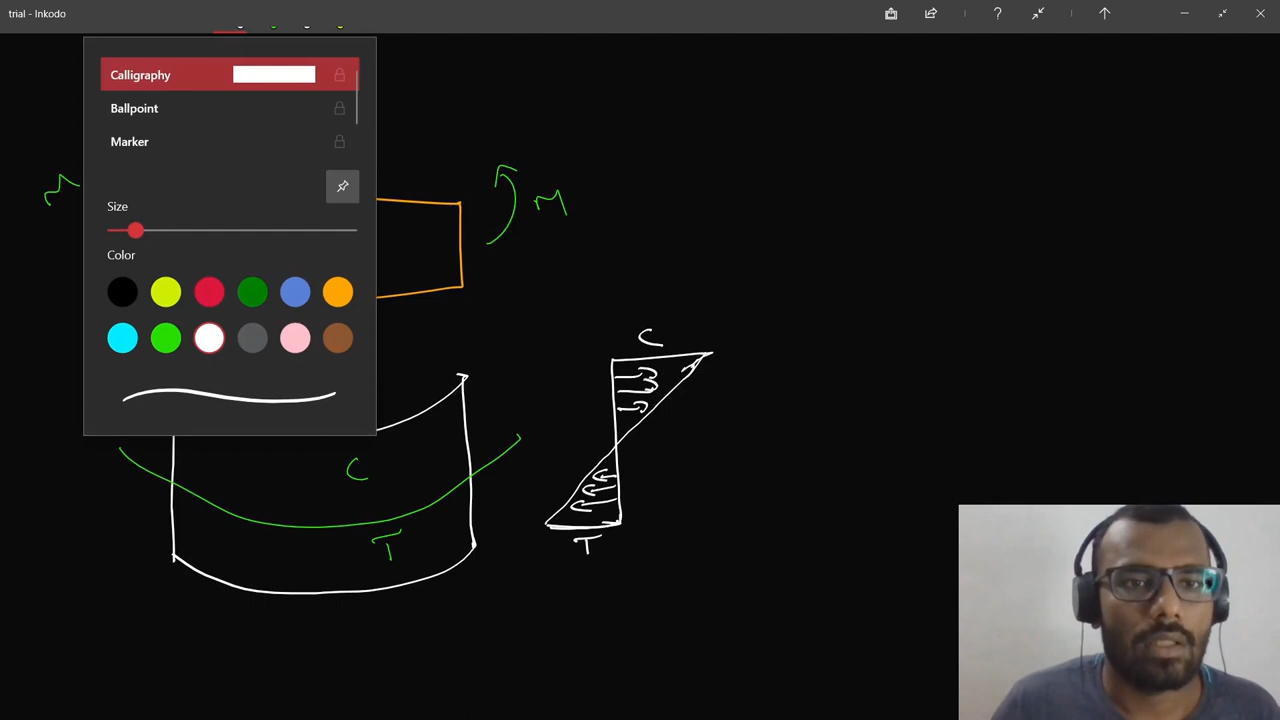 trial - Inkodo
Calligraphy
Ballpoint
Marker
Size
Color
M
M
C
C
T
T